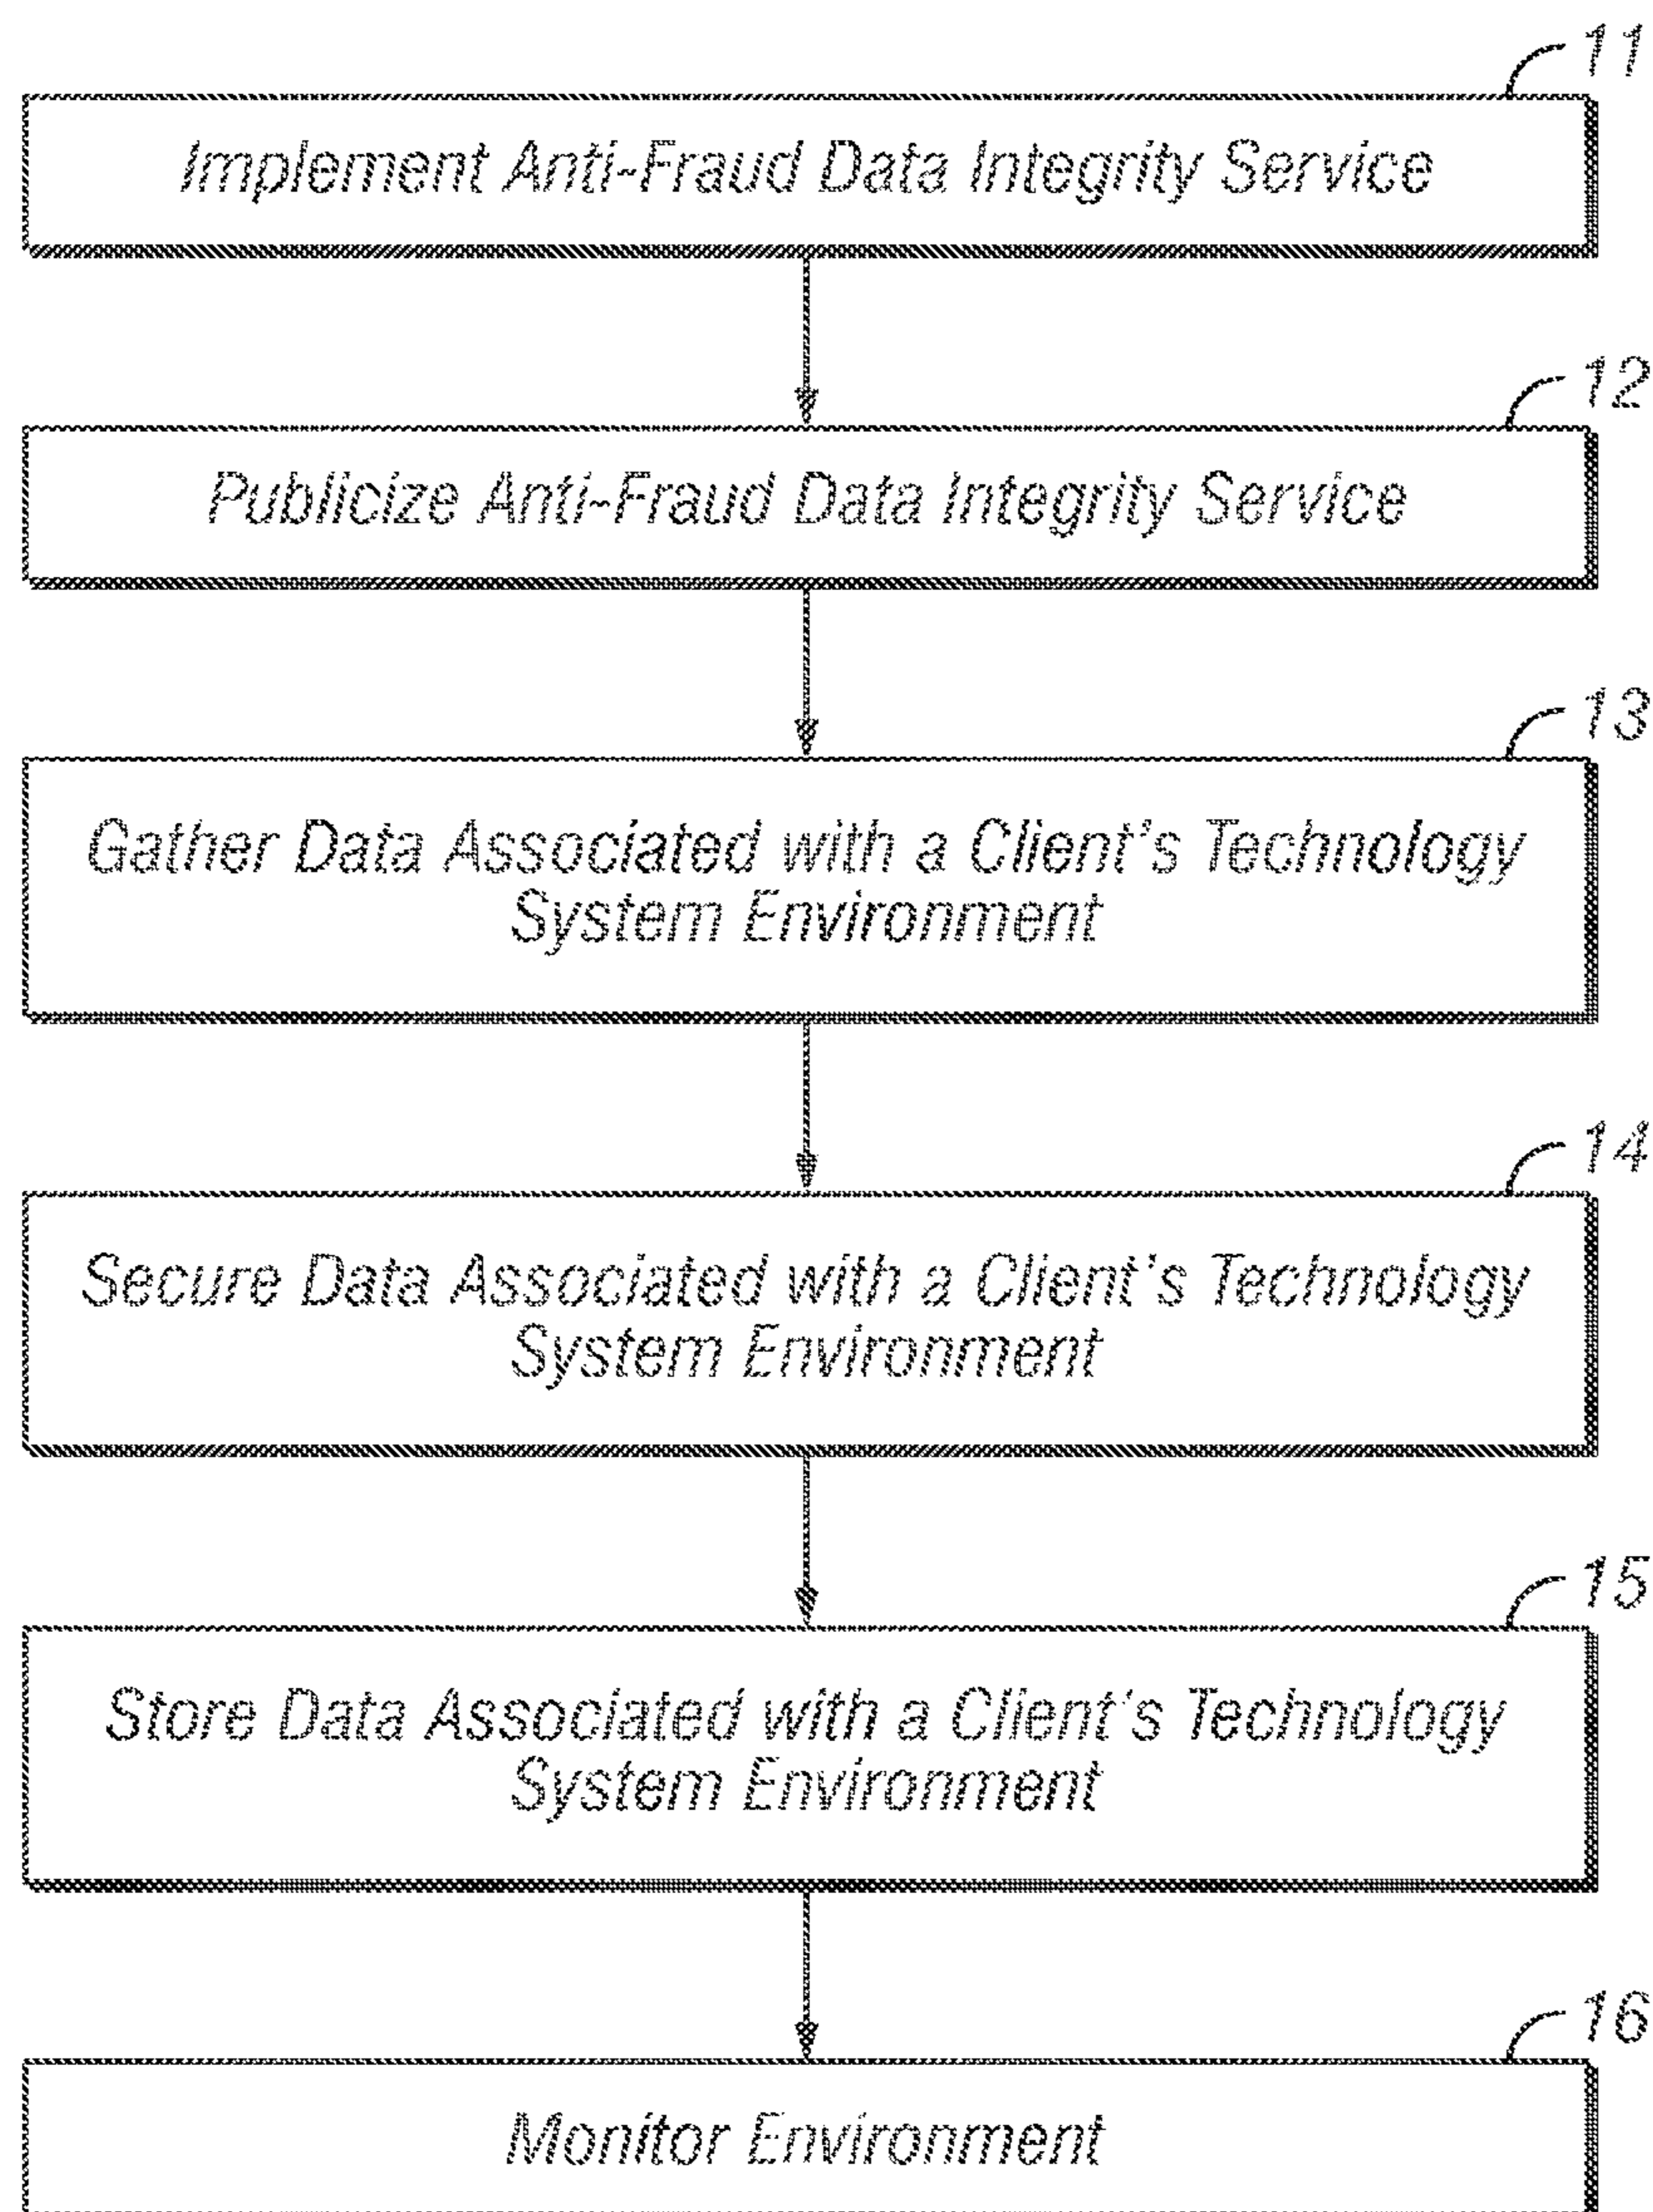 11
Implement Anti-Fraud Data Integrity Service
12
Publicize Anti-Fraud Data Integrity Service
13
Gather Data Associated with a Client's Technology
System Environment
14
Secure Data Associated with a Client's Technology
System Environment
15
Store Data Associated with a Client's Technology
System Environment
16
Monitor Environment